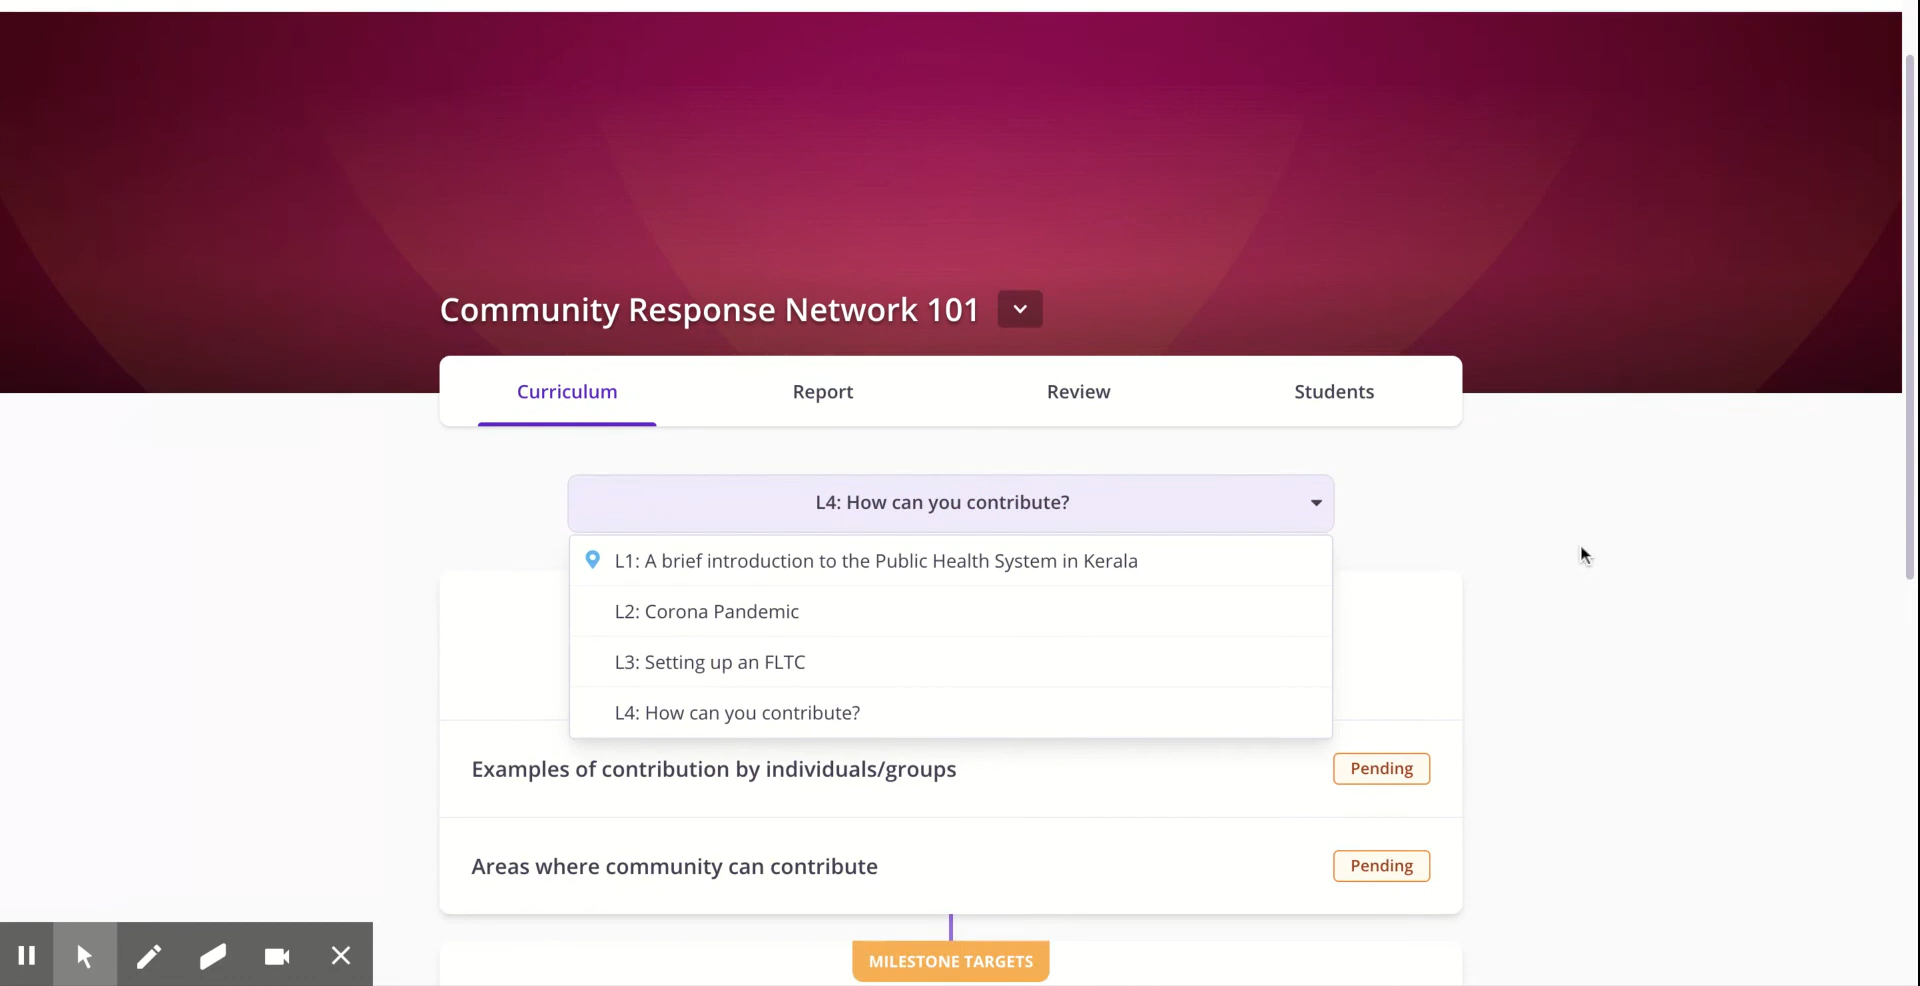 Community Response Network 101
Curriculum
Report
Review
Students
L4: How can you contribute?
L1: A brief introduction to the Public Health System in Kerala
L2: Corona Pandemic
L3: Setting up an FLTC
L4: How can you contribute?
Examples of contribution by individuals/groups
Pending
Areas where community can contribute
Pending
MILESTONE TARGETS